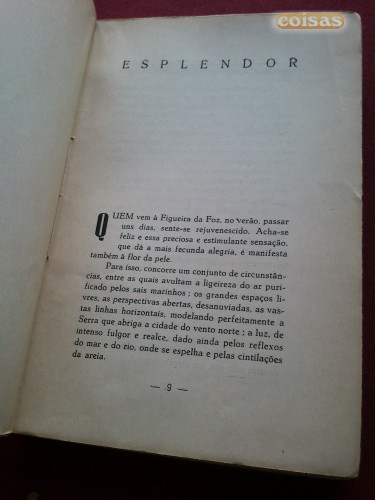 coisas
ESPLENDOR
QUEM vem à Figueira da Foz, no verão, passar
uns dias, sente-se rejuvenescido. Acha-se
feliz e essa preciosa e estimulante sensação,
que dá a mais fecunda alegria, é manifesta
também à flor da pele.
Para isso, concorre um conjunto de circunstân-
cias, entre as quais avultam a ligeireza do ar puri-
ficado pelos sais marinhos ; os grandes espaços li-
vres, as perspectivas abertas, desanuviadas, as vas-
tas linhas horizontais, modelando perfeitamente a
Serra que abriga a cidade do vento norte ; a luz, de
intenso fulgor e realce, dado ainda pelos reflexos
do mar e do rio, onde se espelha e pelas cintilações
da areia.
— 9 —